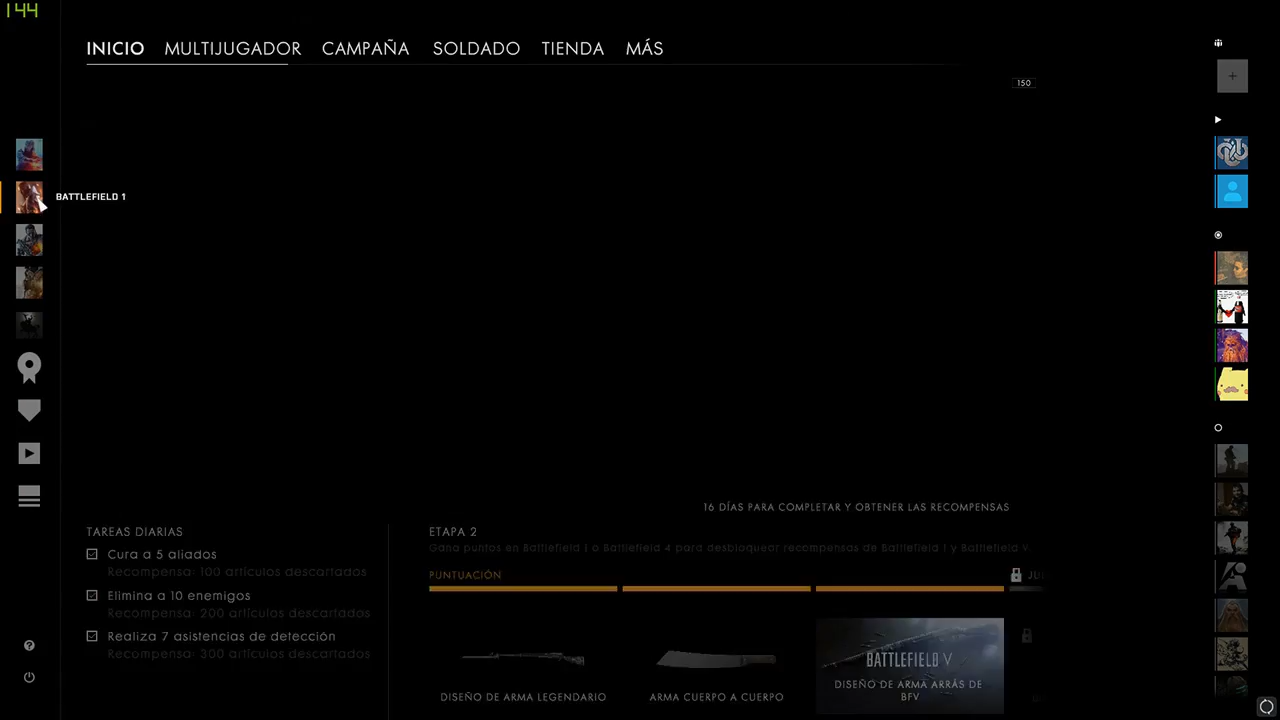 144
INICIO MULTIJUGADOR CAMPAÑA SOLDADO TIENDA MÁS
150
BATTLEFIELD 1
16 DÍAS PARA COMPLETAR Y OBTENER LAS RECOMPENSAS
TAREAS DIARIAS
Cura a 5 aliados
Recompensa: 100 artículos descartados
Elimina a 10 enemigos
Recompensa: 200 artículos descartados
Realiza 7 asistencias de detección
Recompensa: 300 artículos descartados
ETAPA 2
Gana puntos en Battlefield 1 o Battlefield 4 para desbloquear recompensas de Battlefield 1 y Battlefield V.
PUNTUACIÓN
DISEÑO DE ARMA LEGENDARIO
ARMA CUERPO A CUERPO
BATTLEFIELD V
DISEÑO DE ARMA ARRÁS DE
BFV